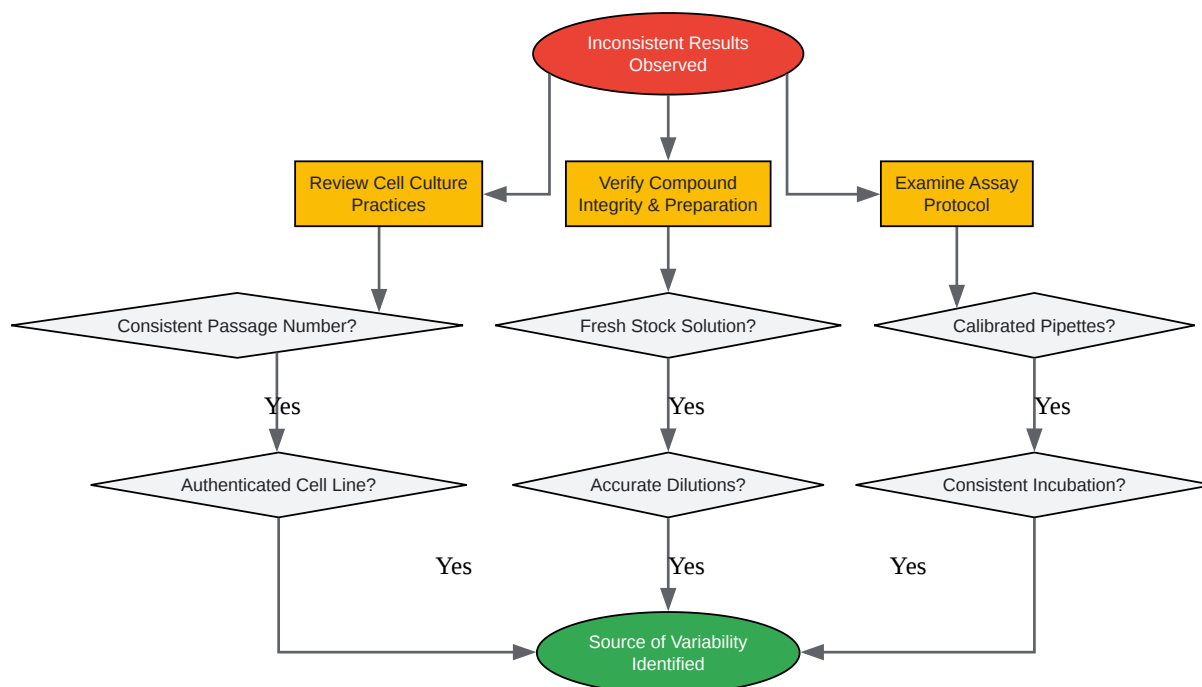 Inconsistent Results
Observed
Review Cell Culture
Practices
Verify Compound
Integrity & Preparation
Examine Assay
Protocol
Consistent Passage Number?
Fresh Stock Solution?
Calibrated Pipettes?
Yes
Yes
Yes
Authenticated Cell Line?
Accurate Dilutions?
Consistent Incubation?
Yes
Yes
Yes
Source of Variability
Identified